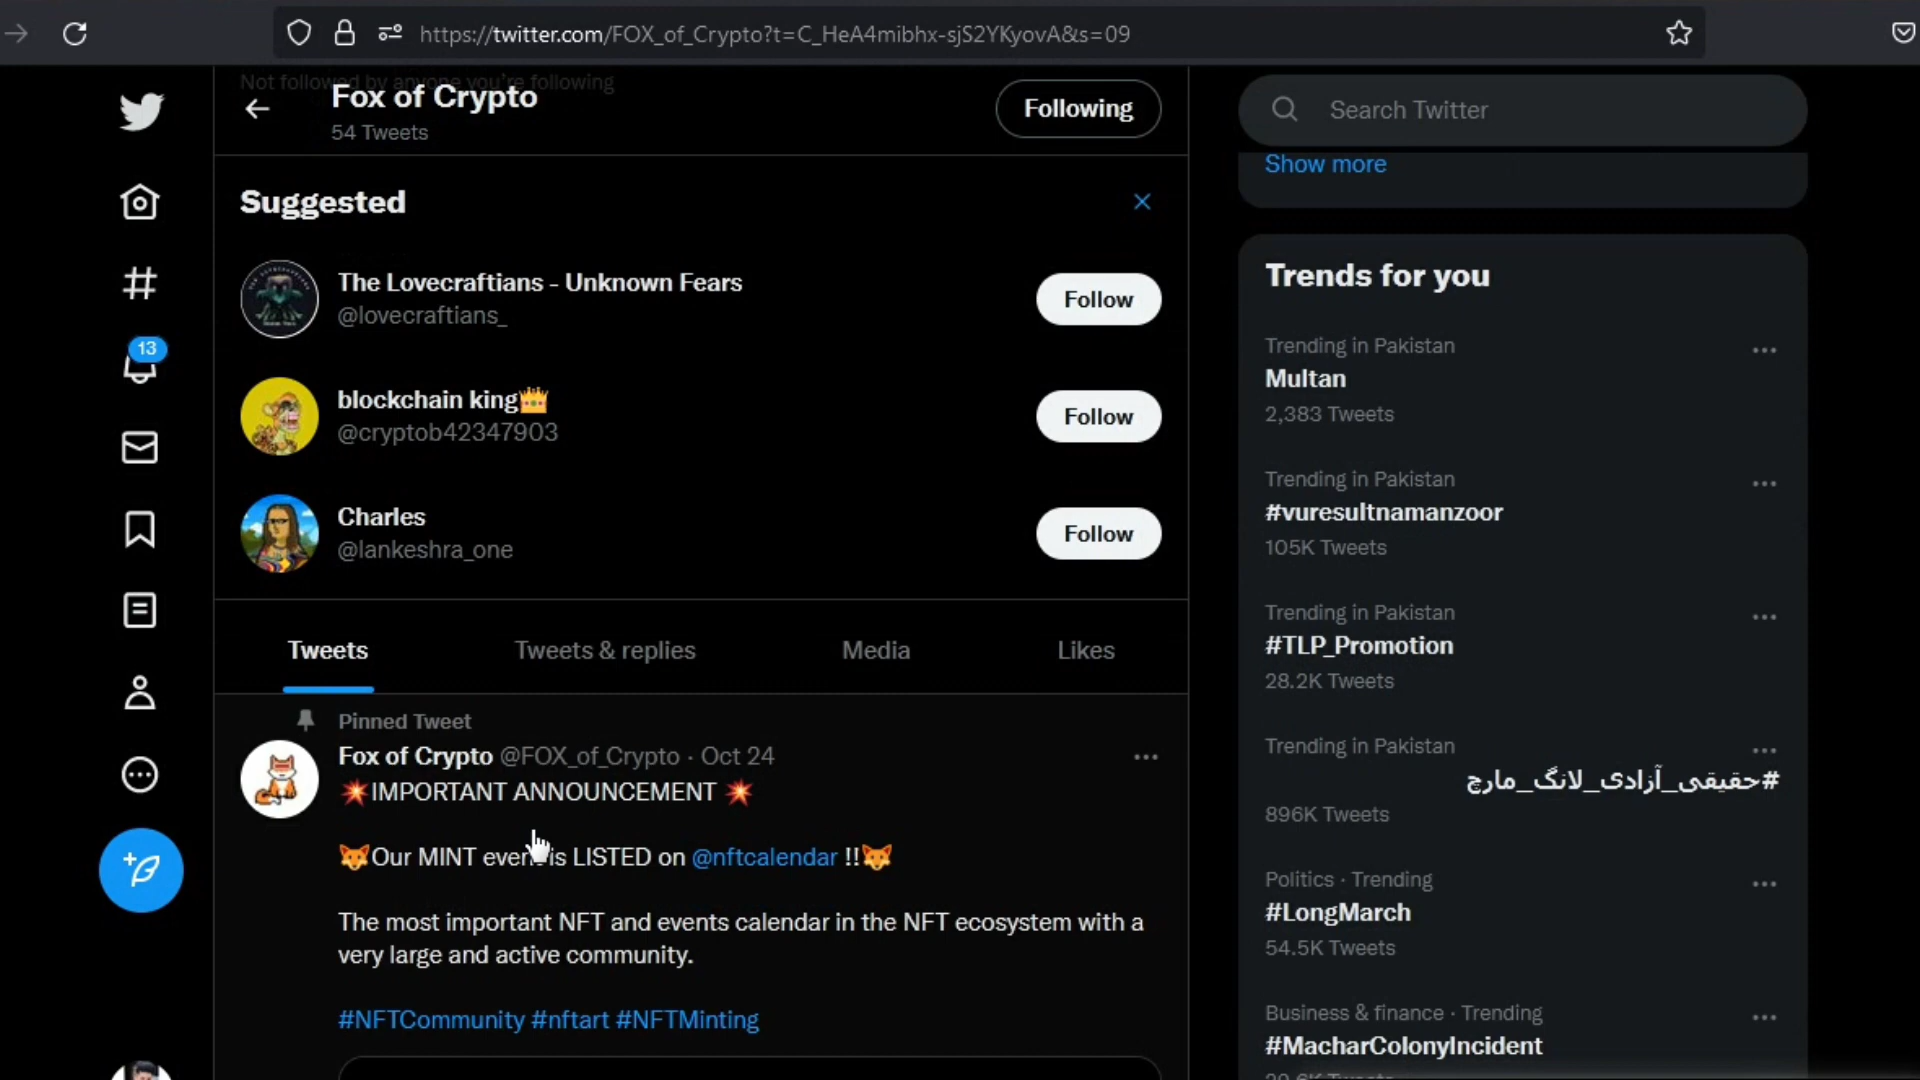 https://twitter.com/FOX_of_Crypto?t=C_HeA4mibhx-sjS2YKyovA&s=09
Not followed by anyone you're following
Fox of Crypto
54 Tweets
Following
Suggested
The Lovecraftians - Unknown Fears
@lovecraftians_
Follow
blockchain king
@cryptob42347903
Follow
Charles
@lankeshra_one
Follow
Tweets
Tweets & replies
Media
Likes
Pinned Tweet
Fox of Crypto @FOX_of_Crypto · Oct 24
💥IMPORTANT ANNOUNCEMENT 💥
🦊Our MINT event is LISTED on @nftcalendar !!🦊
The most important NFT and events calendar in the NFT ecosystem with a
very large and active community.
#NFTCommunity #nftart #NFTMinting
13
Search Twitter
Show more
Trends for you
Trending in Pakistan
Multan
2,383 Tweets
Trending in Pakistan
#vuresultnamanzoor
105K Tweets
Trending in Pakistan
#TLP_Promotion
28.2K Tweets
Trending in Pakistan
#حقیقی_آزادی_لانگ_مارچ
896K Tweets
Politics · Trending
#LongMarch
54.5K Tweets
Business & finance · Trending
#MacharColonyIncident